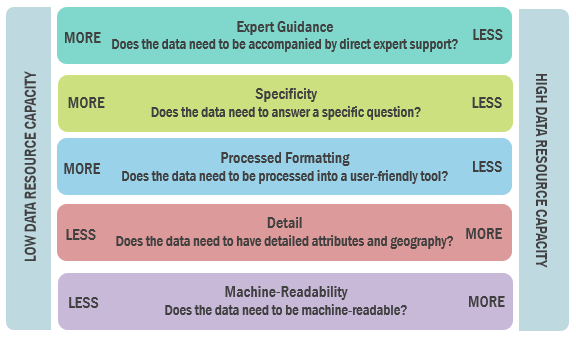 LOW DATA RESOURCE CAPACITY
MORE
Expert Guidance
Does the data need to be accompanied by direct expert support?
LESS
MORE
Specificity
Does the data need to answer a specific question?
LESS
MORE
Processed Formatting
Does the data need to be processed into a user-friendly tool?
LESS
LESS
Detail
Does the data need to have detailed attributes and geography?
MORE
LESS
Machine-Readability
Does the data need to be machine-readable?
MORE
HIGH DATA RESOURCE CAPACITY